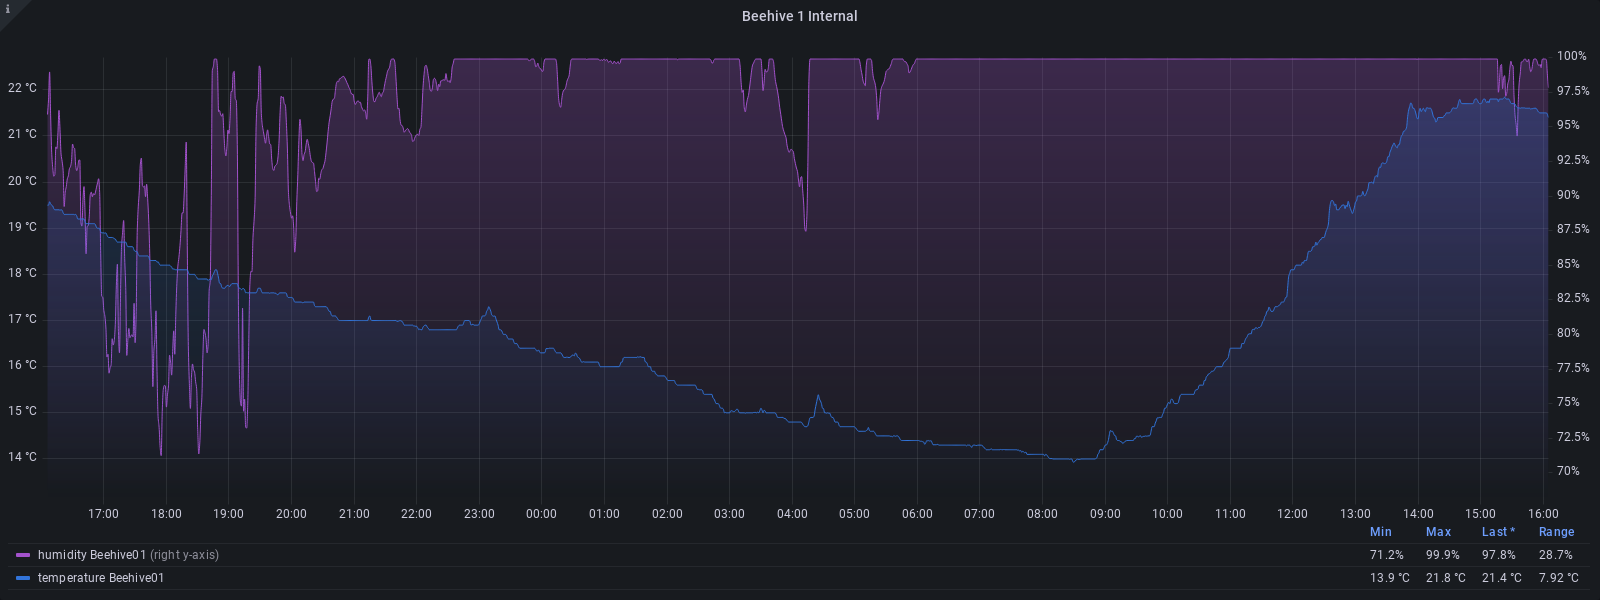 i
Beehive 1 Internal
100%
22 °C 97.5%
21 °C 95%
92.5%
20 °C 90%
19 °C 87.5%
18 °C 85%
82.5%
17 °C 80%
16 °C 77.5%
15 °C 75%
14 °C 72.5%
70%
17:00 18:00 19:00 20:00 21:00 22:00 23:00 00:00 01:00 02:00 03:00 04:00 05:00 06:00 07:00 08:00 09:00 10:00 11:00 12:00 13:00 14:00 15:00 16:00
Min Max Last * Range
humidity Beehive01 (right y-axis) 71.2% 99.9% 97.8% 28.7%
temperature Beehive01 13.9 °C 21.8 °C 21.4 °C 7.92 °C